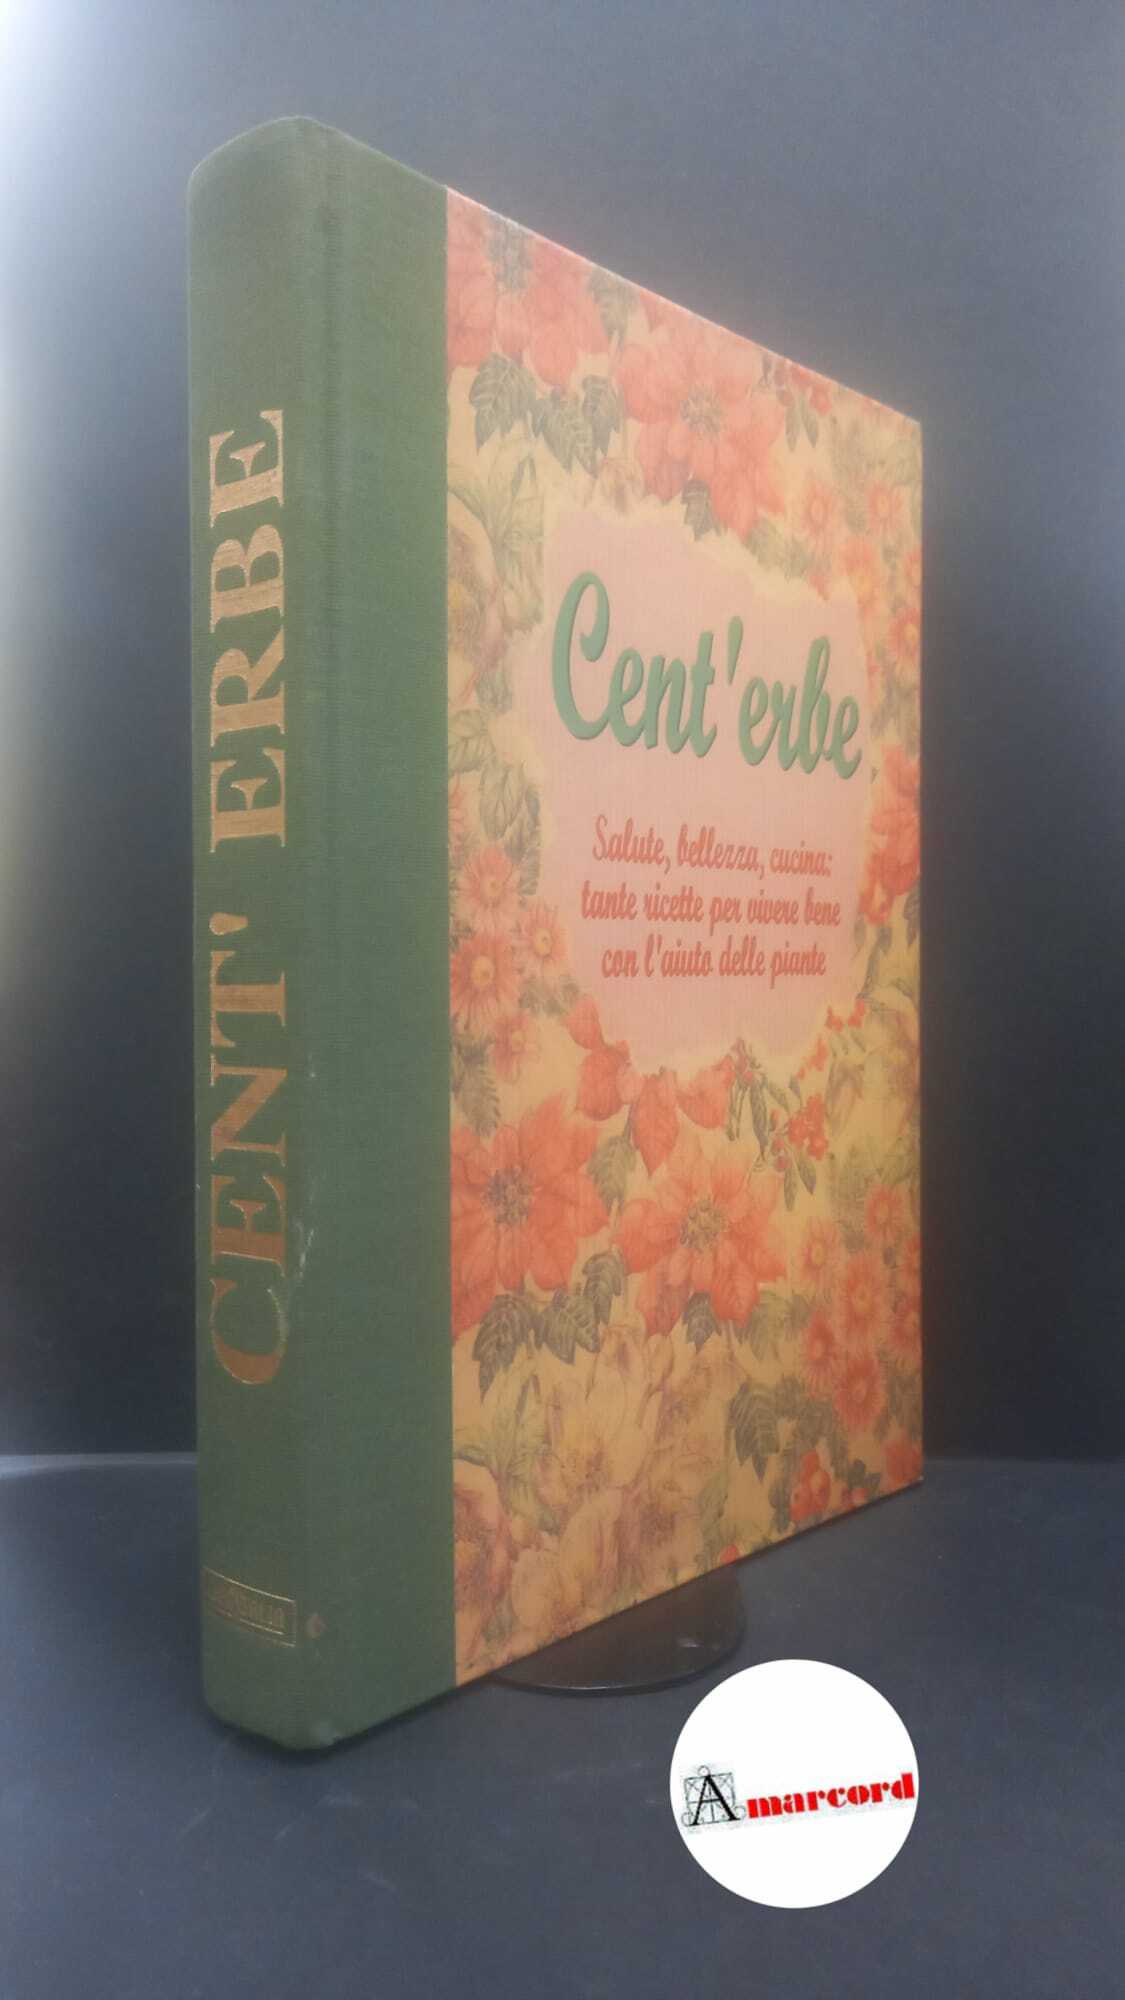 CENT' ERBE
Cent'erbe
Salute, bellezza, cucina:
tante ricette per vivere bene
con l'aiuto delle piante
Amarcord